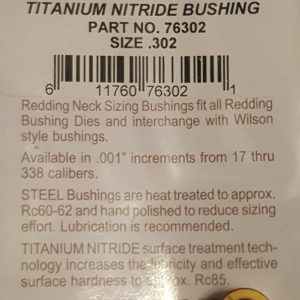 TITANIUM NITRIDE BUSHING
PART NO. 76302
SIZE .302
6 11760 76302 1
Redding Neck Sizing Bushings fit all Redding
Bushing Dies and interchange with Wilson
style bushings.
Available in .001" increments from 17 thru
338 calibers.
STEEL Bushings are heat treated to approx.
Rc60-62 and hand polished to reduce sizing
effort. Lubrication is recommended.
TITANIUM NITRIDE surface treatment tech-
nology increases the lubricity and effective
surface hardness to approx. Rc85.